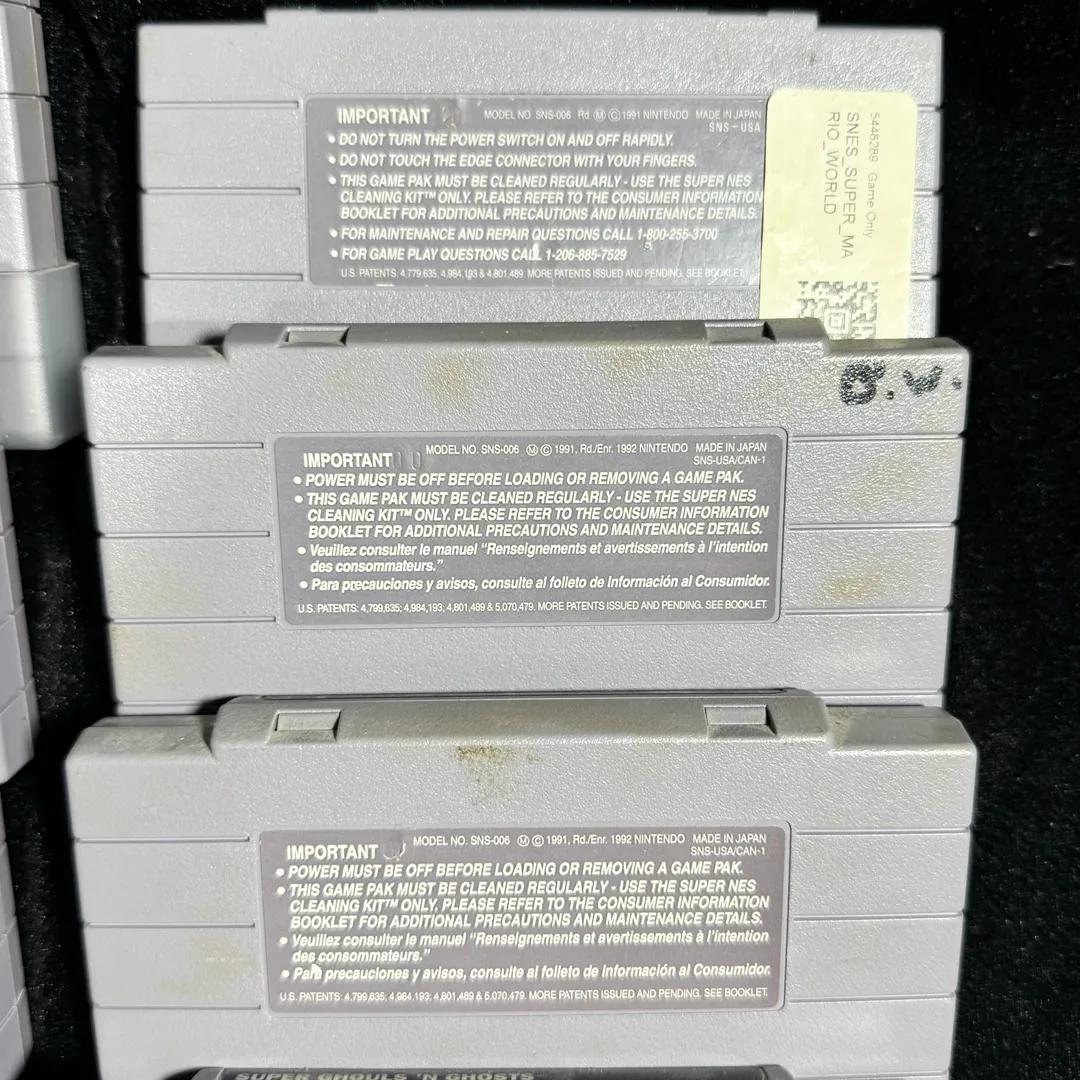 IMPORTANT
MODEL NO. SNS-006 Rd Ⓜ ©1991 NINTENDO MADE IN JAPAN
SNS-USA
• DO NOT TURN THE POWER SWITCH ON AND OFF RAPIDLY.
• DO NOT TOUCH THE EDGE CONNECTOR WITH YOUR FINGERS.
• THIS GAME PAK MUST BE CLEANED REGULARLY - USE THE SUPER NES
CLEANING KIT™ ONLY. PLEASE REFER TO THE CONSUMER INFORMATION
BOOKLET FOR ADDITIONAL PRECAUTIONS AND MAINTENANCE DETAILS.
• FOR MAINTENANCE AND REPAIR QUESTIONS CALL 1-800-255-3700
• FOR GAME PLAY QUESTIONS CALL 1-206-885-7529
U.S. PATENTS 4,779,635, 4,984,193 & 4,801,489. MORE PATENTS ISSUED AND PENDING. SEE BOOKLET.
5448289 Game Only
SNES_SUPER_MA
RIO_WORLD
IMPORTANT
MODEL NO. SNS-006 Ⓜ © 1991, Rd./Enr. 1992 NINTENDO MADE IN JAPAN
SNS-USA/CAN-1
• POWER MUST BE OFF BEFORE LOADING OR REMOVING A GAME PAK.
• THIS GAME PAK MUST BE CLEANED REGULARLY - USE THE SUPER NES
CLEANING KIT™ ONLY. PLEASE REFER TO THE CONSUMER INFORMATION
BOOKLET FOR ADDITIONAL PRECAUTIONS AND MAINTENANCE DETAILS.
• Veuillez consulter le manuel “Renseignements et avertissements à l’intention
des consommateurs.”
• Para precauciones y avisos, consulte al folleto de Información al Consumidor.
U.S. PATENTS: 4,799,635; 4,984,193; 4,801,489 & 5,070,479. MORE PATENTS ISSUED AND PENDING. SEE BOOKLET.
IMPORTANT
MODEL NO. SNS-006 Ⓜ © 1991, Rd./Enr. 1992 NINTENDO MADE IN JAPAN
SNS-USA/CAN-1
• POWER MUST BE OFF BEFORE LOADING OR REMOVING A GAME PAK.
• THIS GAME PAK MUST BE CLEANED REGULARLY - USE THE SUPER NES
CLEANING KIT™ ONLY. PLEASE REFER TO THE CONSUMER INFORMATION
BOOKLET FOR ADDITIONAL PRECAUTIONS AND MAINTENANCE DETAILS.
• Veuillez consulter le manuel “Renseignements et avertissements à l’intention
des consommateurs.”
• Para precauciones y avisos, consulte al folleto de Información al Consumidor.
U.S. PATENTS: 4,799,635; 4,984,193; 4,801,489 & 5,070,479. MORE PATENTS ISSUED AND PENDING. SEE BOOKLET.
SUPER GHOULS 'N GHOSTS